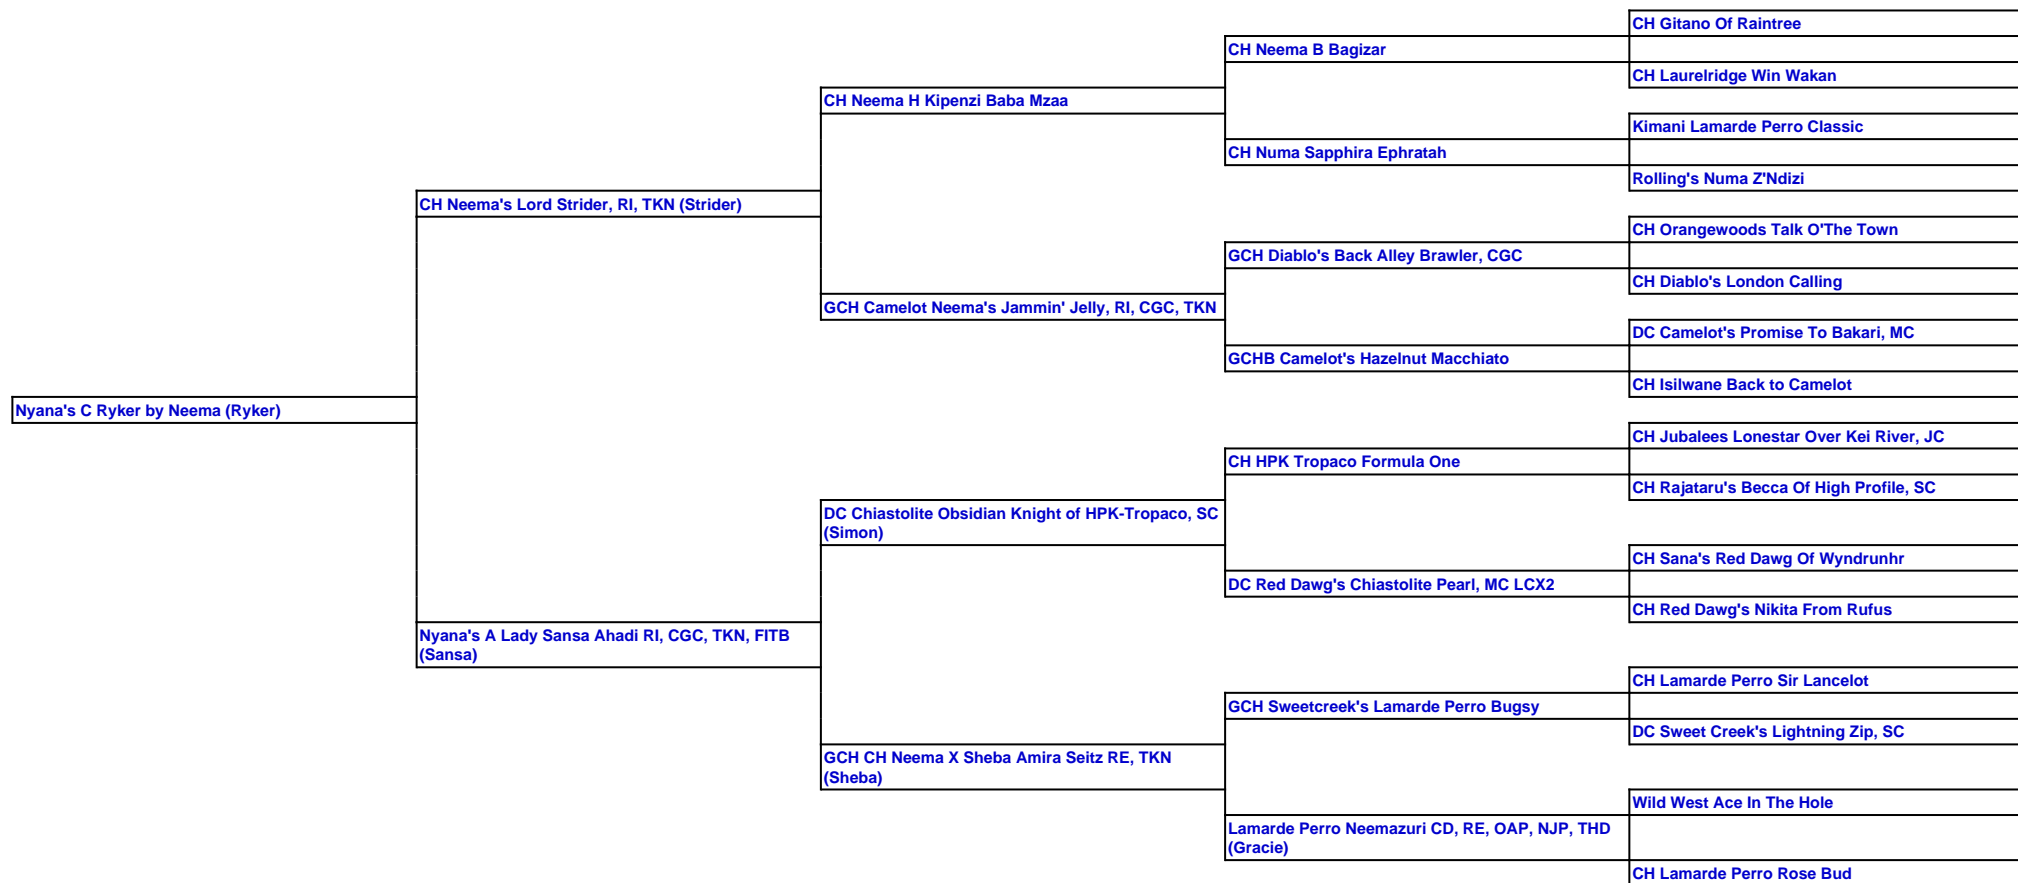 CH Gitano Of Raintree
CH Neema B Bagizar
CH Laurelridge Win Wakan
CH Neema H Kipenzi Baba Mzaa
Kimani Lamarde Perro Classic
CH Numa Sapphira Ephratah
Rolling's Numa Z'Ndizi
CH Neema's Lord Strider, RI, TKN (Strider)
CH Orangewoods Talk O'The Town
GCH Diablo's Back Alley Brawler, CGC
CH Diablo's London Calling
GCH Camelot Neema's Jammin' Jelly, RI, CGC, TKN
DC Camelot's Promise To Bakari, MC
GCHB Camelot's Hazelnut Macchiato
CH Isilwane Back to Camelot
Nyana's C Ryker by Neema (Ryker)
CH Jubalees Lonestar Over Kei River, JC
CH HPK Tropaco Formula One
CH Rajataru's Becca Of High Profile, SC
DC Chiastolite Obsidian Knight of HPK-Tropaco, SC
(Simon)
CH Sana's Red Dawg Of Wyndrunhr
DC Red Dawg's Chiastolite Pearl, MC LCX2
CH Red Dawg's Nikita From Rufus
Nyana's A Lady Sansa Ahadi RI, CGC, TKN, FITB
(Sansa)
CH Lamarde Perro Sir Lancelot
GCH Sweetcreek's Lamarde Perro Bugsy
DC Sweet Creek's Lightning Zip, SC
GCH CH Neema X Sheba Amira Seitz RE, TKN
(Sheba)
Wild West Ace In The Hole
Lamarde Perro Neemazuri CD, RE, OAP, NJP, THD
(Gracie)
CH Lamarde Perro Rose Bud